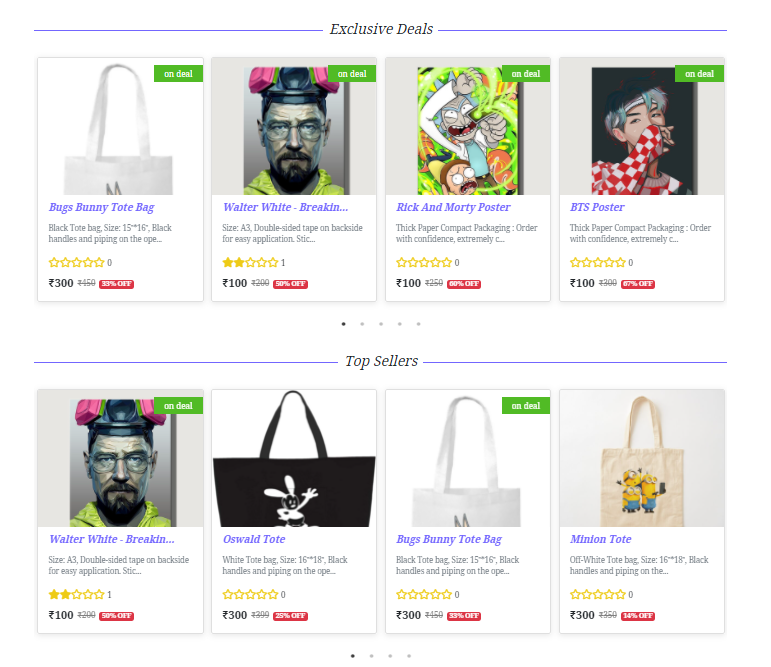 Exclusive Deals
on deal
on deal
on deal
on deal
Bugs Bunny Tote Bag
Walter White - Breakin...
Rick And Morty Poster
BTS Poster
Black Tote bag, Size: 15"*16", Black
handles and piping on the ope...
Size: A3, Double-sided tape on backside
for easy application. Stic...
Thick Paper Compact Packaging : Order
with confidence, extremely c...
Thick Paper Compact Packaging : Order
with confidence, extremely c...
0
1
0
0
₹300 ₹450 33% OFF
₹100 ₹200 50% OFF
₹100 ₹250 60% OFF
₹100 ₹300 67% OFF
Top Sellers
on deal
on deal
Walter White - Breakin...
Oswald Tote
Bugs Bunny Tote Bag
Minion Tote
Size: A3, Double-sided tape on backside
for easy application. Stic...
White Tote bag, Size: 16"*18", Black
handles and piping on the ope...
Black Tote bag, Size: 15"*16", Black
handles and piping on the ope...
Off-White Tote bag, Size: 16"*18", Black
handles and piping on the...
1
0
0
0
₹100 ₹200 50% OFF
₹300 ₹399 25% OFF
₹300 ₹450 33% OFF
₹300 ₹350 14% OFF